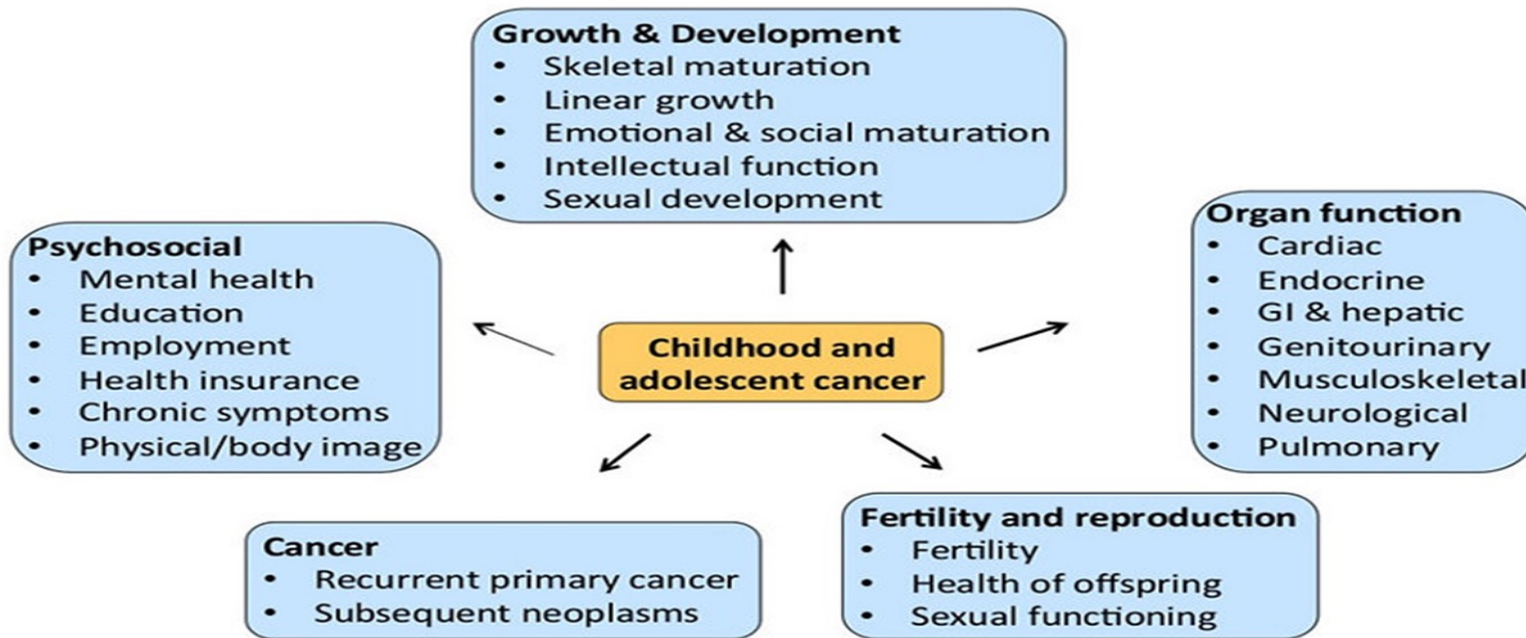 Growth & Development
• Skeletal maturation
• Linear growth
• Emotional & social maturation
• Intellectual function
• Sexual development
Psychosocial
• Mental health
• Education
• Employment
• Health insurance
• Chronic symptoms
• Physical/body image
Childhood and
adolescent cancer
Organ function
• Cardiac
• Endocrine
• GI & hepatic
• Genitourinary
• Musculoskeletal
• Neurological
• Pulmonary
Cancer
• Recurrent primary cancer
• Subsequent neoplasms
Fertility and reproduction
• Fertility
• Health of offspring
• Sexual functioning